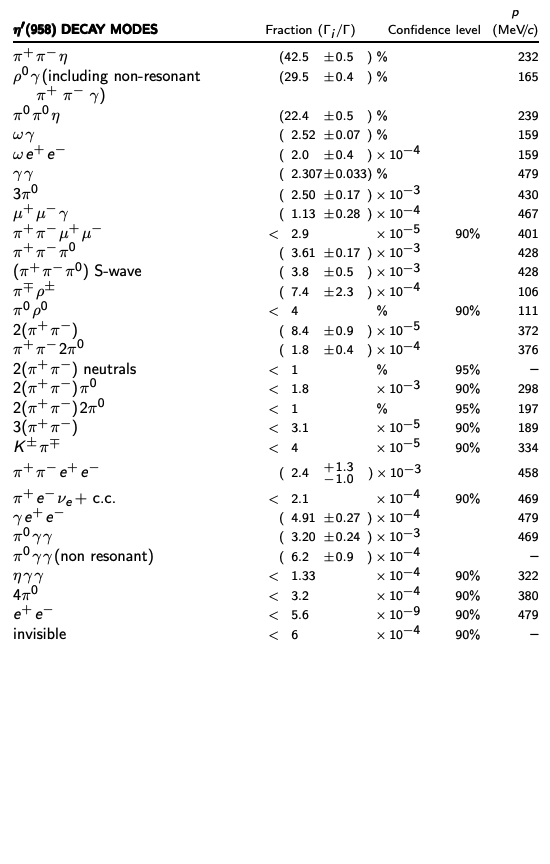 p
η′(958) DECAY MODES Fraction (Γᵢ/Γ) Confidence level (MeV/c)
π⁺π⁻η (42.5 ±0.5 ) % 232
ρ⁰γ(including non-resonant (29.5 ±0.4 ) % 165
π⁺ π⁻ γ)
π⁰π⁰η (22.4 ±0.5 ) % 239
ωγ ( 2.52 ±0.07 ) % 159
ωe⁺e⁻ ( 2.0 ±0.4 ) × 10⁻⁴ 159
γγ ( 2.307±0.033) % 479
3π⁰ ( 2.50 ±0.17 ) × 10⁻³ 430
μ⁺μ⁻γ ( 1.13 ±0.28 ) × 10⁻⁴ 467
π⁺π⁻μ⁺μ⁻ < 2.9 × 10⁻⁵ 90% 401
π⁺π⁻π⁰ ( 3.61 ±0.17 ) × 10⁻³ 428
(π⁺π⁻π⁰) S-wave ( 3.8 ±0.5 ) × 10⁻³ 428
π∓ρ± ( 7.4 ±2.3 ) × 10⁻⁴ 106
π⁰ρ⁰ < 4 % 90% 111
2(π⁺π⁻) ( 8.4 ±0.9 ) × 10⁻⁵ 372
π⁺π⁻2π⁰ ( 1.8 ±0.4 ) × 10⁻⁴ 376
2(π⁺π⁻) neutrals < 1 % 95% –
2(π⁺π⁻)π⁰ < 1.8 × 10⁻³ 90% 298
2(π⁺π⁻)2π⁰ < 1 % 95% 197
3(π⁺π⁻) < 3.1 × 10⁻⁵ 90% 189
K±π∓ < 4 × 10⁻⁵ 90% 334
π⁺π⁻e⁺e⁻ ( 2.4 +1.3 −1.0 ) × 10⁻³ 458
π⁺e⁻νₑ+ c.c. < 2.1 × 10⁻⁴ 90% 469
γe⁺e⁻ ( 4.91 ±0.27 ) × 10⁻⁴ 479
π⁰γγ ( 3.20 ±0.24 ) × 10⁻³ 469
π⁰γγ(non resonant) ( 6.2 ±0.9 ) × 10⁻⁴ –
ηγγ < 1.33 × 10⁻⁴ 90% 322
4π⁰ < 3.2 × 10⁻⁴ 90% 380
e⁺e⁻ < 5.6 × 10⁻⁹ 90% 479
invisible < 6 × 10⁻⁴ 90% –